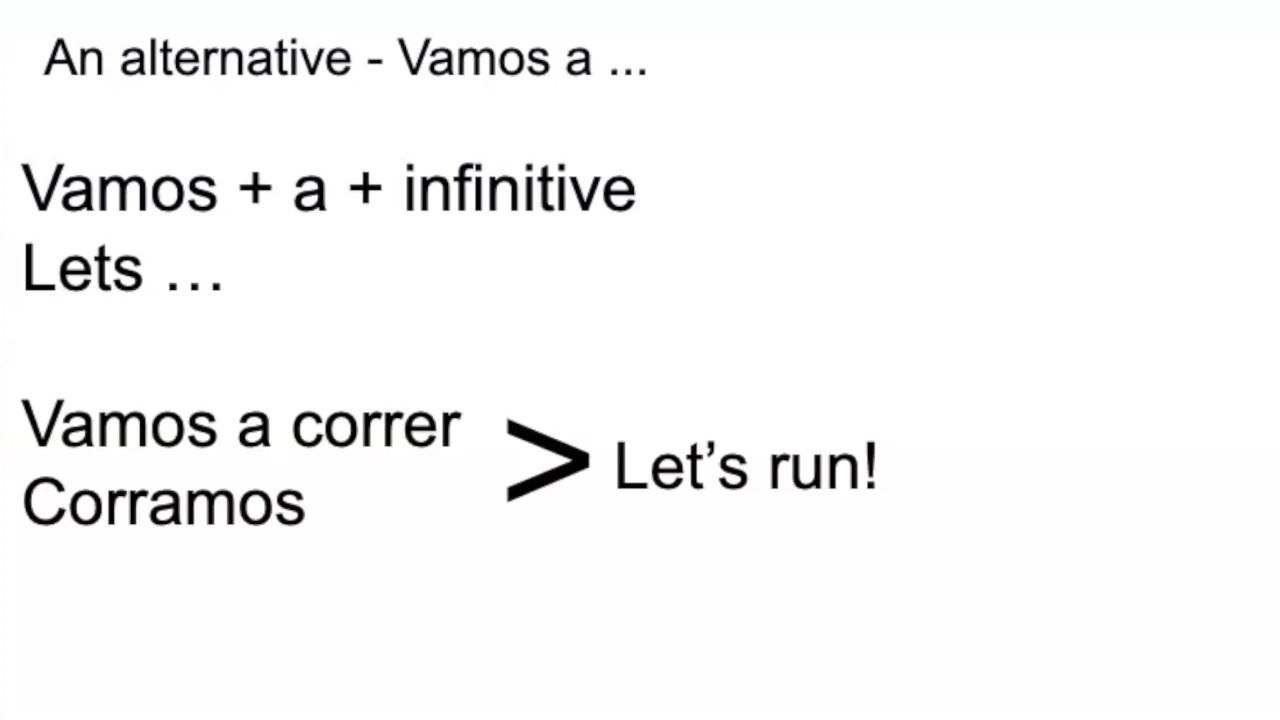 An alternative - Vamos a ...
Vamos + a + infinitive
Lets …
Vamos a correr
Corramos
> Let’s run!